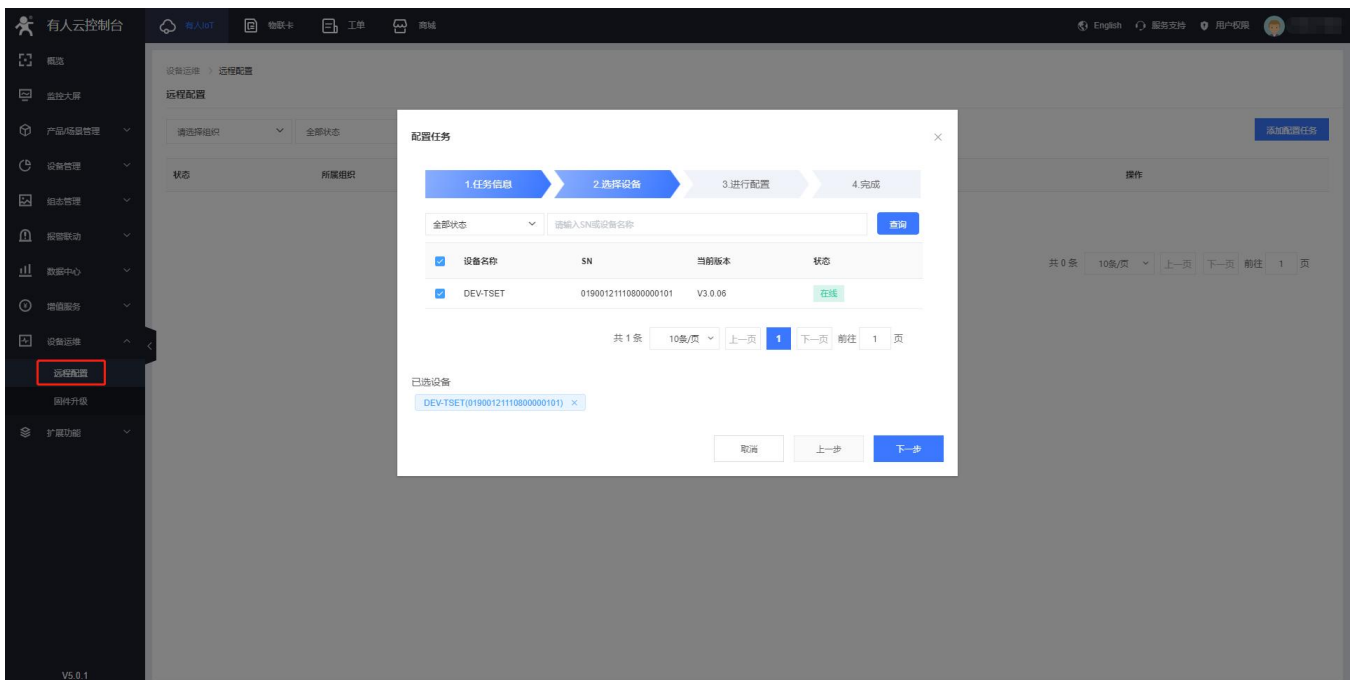 有人云控制台
有人IoT 物联卡 工单 商城
English 服务支持 用户权限
概览
监控大屏
产品/场景管理
设备管理
组态管理
报警联动
数据中心
增值服务
设备运维
远程配置
固件升级
扩展功能
V5.0.1
设备运维 > 远程配置
远程配置
请选择组织 全部状态
添加配置任务
状态 所属组织 操作
共 0 条 10条/页 上一页 下一页 前往 1 页
配置任务
1.任务信息 2.选择设备 3.进行配置 4.完成
全部状态 请输入SN或设备名称 查询
设备名称 SN 当前版本 状态
DEV-TSET 01900121110800000101 V3.0.06 在线
共 1 条 10条/页 上一页 1 下一页 前往 1 页
已选设备
DEV-TSET(01900121110800000101) ×
取消 上一步 下一步